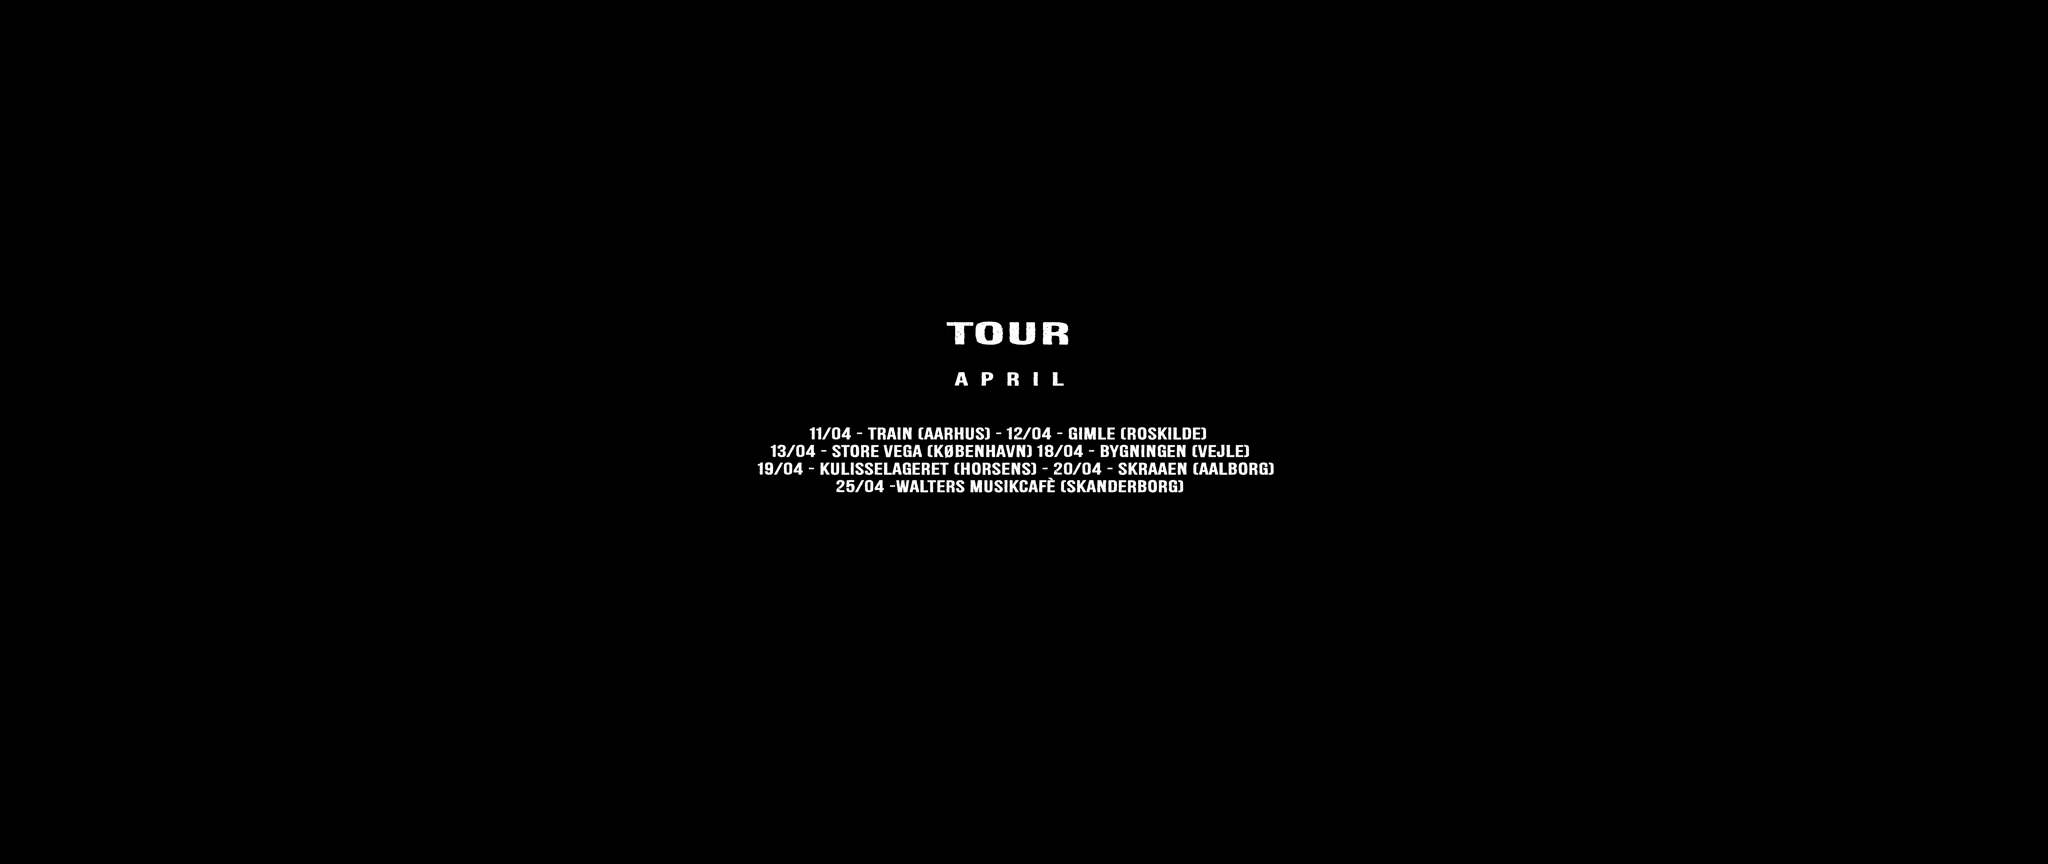 TOUR
APRIL
11/04 - TRAIN (AARHUS) - 12/04 - GIMLE (ROSKILDE)
13/04 - STORE VEGA (KØBENHAVN) 18/04 - BYGNINGEN (VEJLE)
19/04 - KULISSELAGERET (HORSENS) - 20/04 - SKRAAEN (AALBORG)
25/04 -WALTERS MUSIKCAFÈ (SKANDERBORG)